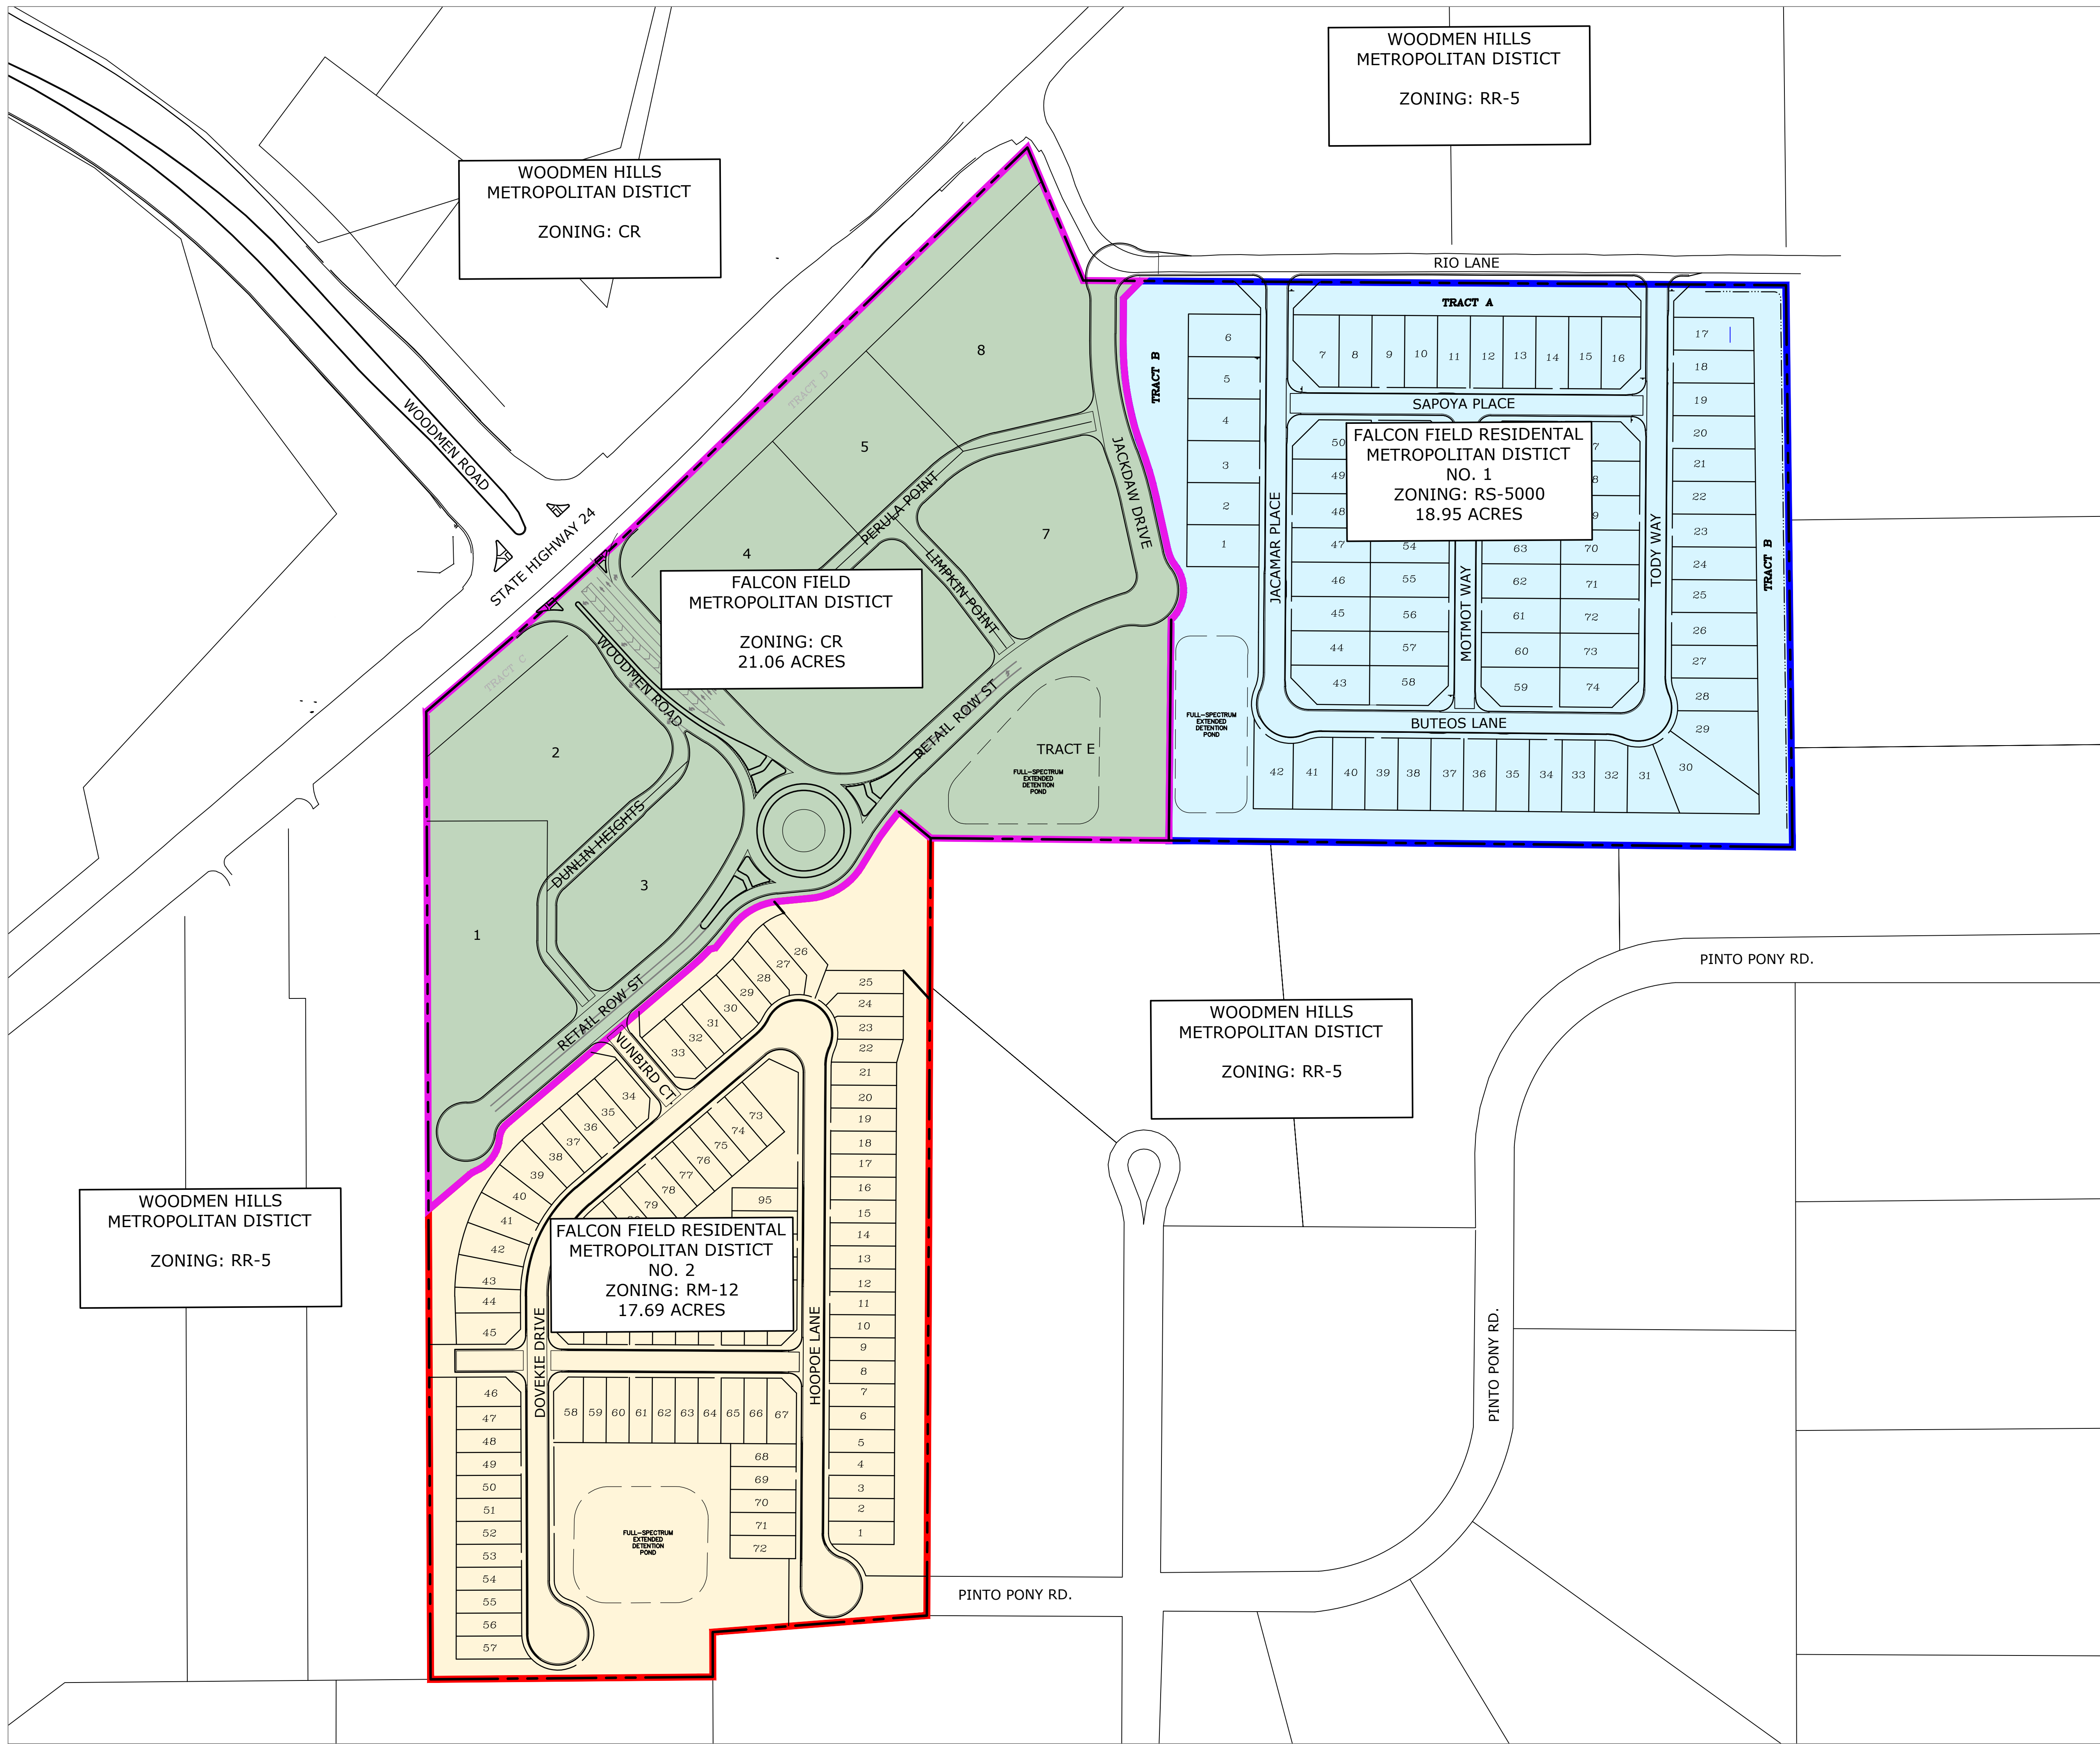 WOODMEN HILLS
METROPOLITAN DISTICT
ZONING: RR-5
WOODMEN HILLS
METROPOLITAN DISTICT
ZONING: CR
RIO LANE
TRACT A
TRACT B
6
5
4
3
2
1
7
8
9
10
11
12
13
14
15
16
17
18
19
20
21
22
23
24
25
26
27
28
29
30
TRACT B
SAPOYA PLACE
JACAMAR PLACE
TODY WAY
MOTMOT WAY
BUTEOS LANE
FALCON FIELD RESIDENTAL
METROPOLITAN DISTICT
NO. 1
ZONING: RS-5000
18.95 ACRES
50
49
48
47
46
45
44
43
54
55
56
57
58
63
62
61
60
59
7
8
9
70
71
72
73
74
42
41
40
39
38
37
36
35
34
33
32
31
FULL-SPECTRUM
EXTENDED
DETENTION
POND
WOODMEN ROAD
STATE HIGHWAY 24
TRACT D
8
5
4
7
PERULA POINT
LIMPKIN POINT
JACKDAW DRIVE
FALCON FIELD
METROPOLITAN DISTICT
ZONING: CR
21.06 ACRES
WOODMEN ROAD
TRACT C
2
RETAIL ROW ST
TRACT E
FULL-SPECTRUM
EXTENDED
DETENTION
POND
DUNLIN HEIGHTS
3
1
RETAIL ROW ST
NUNBIRD CT
26
27
28
29
30
31
32
33
34
35
36
37
38
39
40
41
42
43
44
45
25
24
23
22
21
20
19
18
17
16
15
14
13
12
11
10
9
8
7
6
5
4
3
2
1
73
74
75
76
77
78
79
95
FALCON FIELD RESIDENTAL
METROPOLITAN DISTICT
NO. 2
ZONING: RM-12
17.69 ACRES
DOVEKIE DRIVE
HOOPOE LANE
46
47
48
49
50
51
52
53
54
55
56
57
58
59
60
61
62
63
64
65
66
67
68
69
70
71
72
FULL-SPECTRUM
EXTENDED
DETENTION
POND
WOODMEN HILLS
METROPOLITAN DISTICT
ZONING: RR-5
WOODMEN HILLS
METROPOLITAN DISTICT
ZONING: RR-5
PINTO PONY RD.
PINTO PONY RD.
PINTO PONY RD.